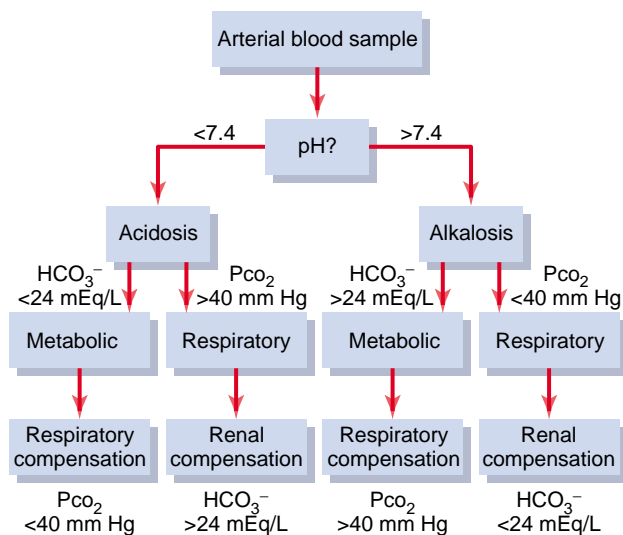 Arterial blood sample
<7.4
pH?
>7.4
Acidosis
Alkalosis
HCO₃⁻
<24 mEq/L
Pco₂
>40 mm Hg
HCO₃⁻
>24 mEq/L
Pco₂
<40 mm Hg
Metabolic
Respiratory
Metabolic
Respiratory
Respiratory
compensation
Renal
compensation
Respiratory
compensation
Renal
compensation
Pco₂
<40 mm Hg
HCO₃⁻
>24 mEq/L
Pco₂
>40 mm Hg
HCO₃⁻
<24 mEq/L